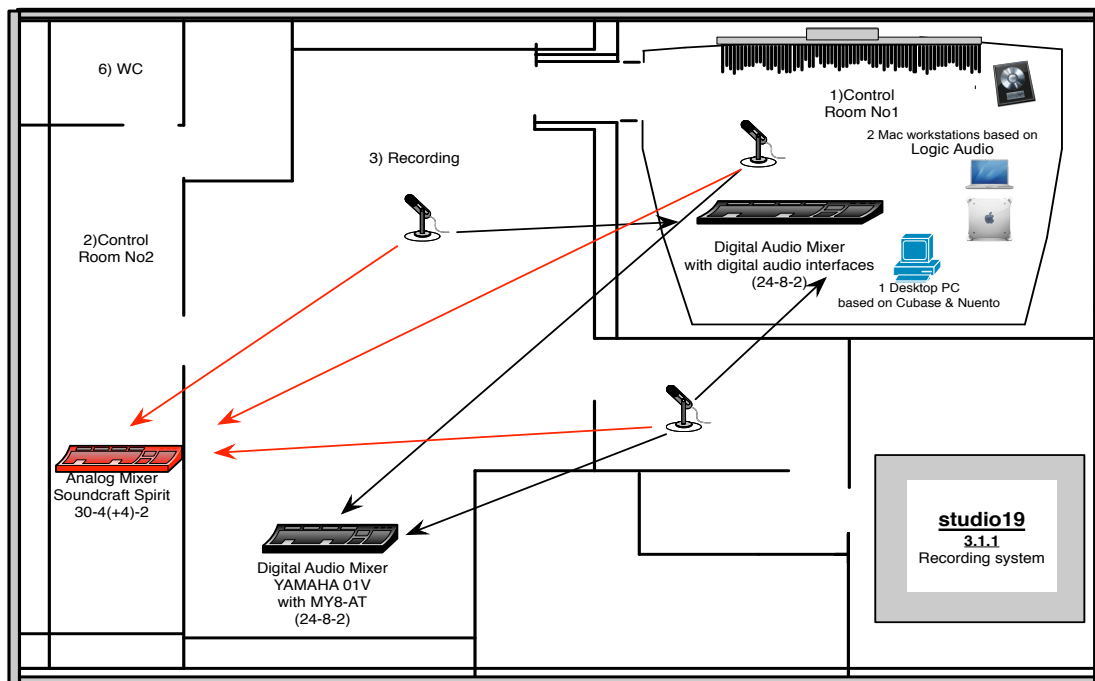 6) WC
1)Control
Room No1
2 Mac workstations based on
Logic Audio
3) Recording
2)Control
Room No2
Digital Audio Mixer
with digital audio interfaces
(24-8-2)
1 Desktop PC
based on Cubase & Nuento
Analog Mixer
Soundcraft Spirit
30-4(+4)-2
Digital Audio Mixer
YAMAHA 01V
with MY8-AT
(24-8-2)
studio19
3.1.1
Recording system